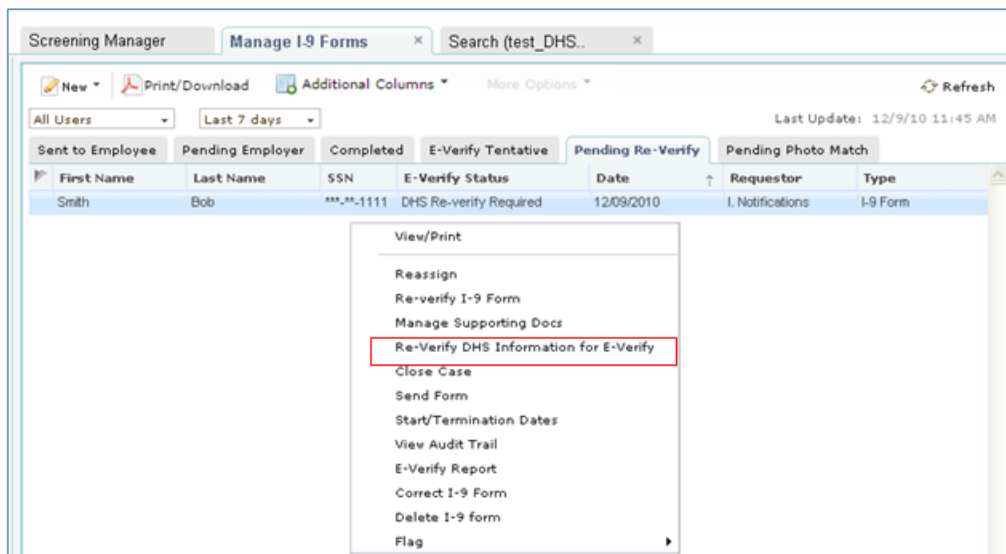 Screening Manager Manage I-9 Forms × Search (test_DHS.. ×
New Print/Download Additional Columns More Options Refresh
All Users Last 7 days Last Update: 12/9/10 11:45 AM
Sent to Employee Pending Employer Completed E-Verify Tentative Pending Re-Verify Pending Photo Match
First Name Last Name SSN E-Verify Status Date ↑ Requestor Type
Smith Bob ***-**-1111 DHS Re-verify Required 12/09/2010 I. Notifications I-9 Form
View/Print
Reassign
Re-verify I-9 Form
Manage Supporting Docs
Re-Verify DHS Information for E-Verify
Close Case
Send Form
Start/Termination Dates
View Audit Trail
E-Verify Report
Correct I-9 Form
Delete I-9 form
Flag